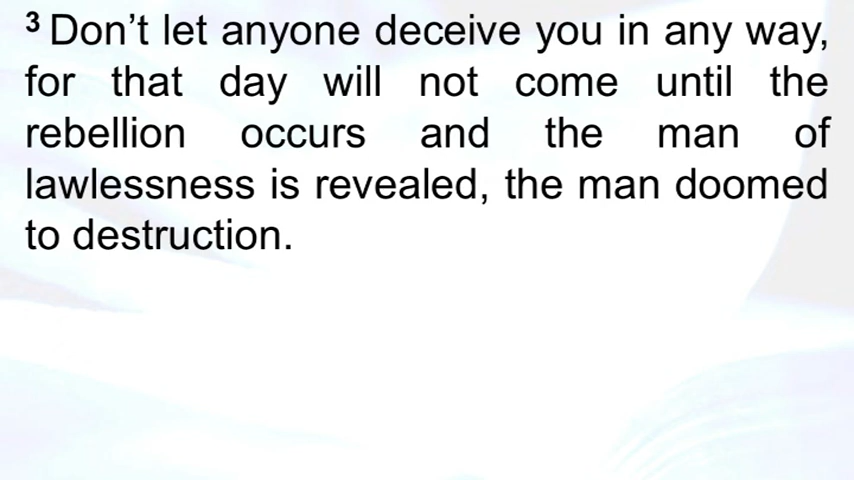 3 Don’t let anyone deceive you in any way,
for that day will not come until the
rebellion occurs and the man of
lawlessness is revealed, the man doomed
to destruction.